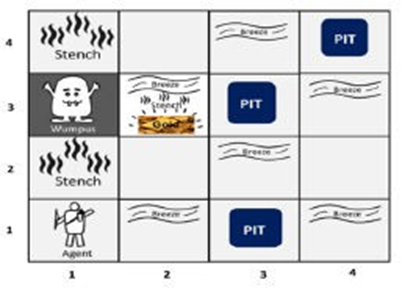 4
Stench
Breeze
PIT
3
Wumpus
Breeze
Stench
Gold
PIT
Breeze
2
Stench
Breeze
1
Agent
Breeze
PIT
Breeze
1 2 3 4